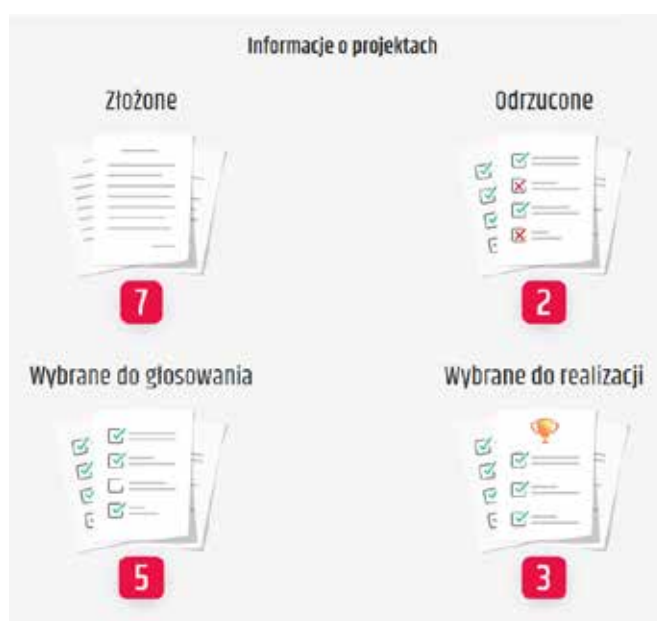 Informacje o projektach
Złożone
Odrzucone
7
2
Wybrane do głosowania
Wybrane do realizacji
5
3